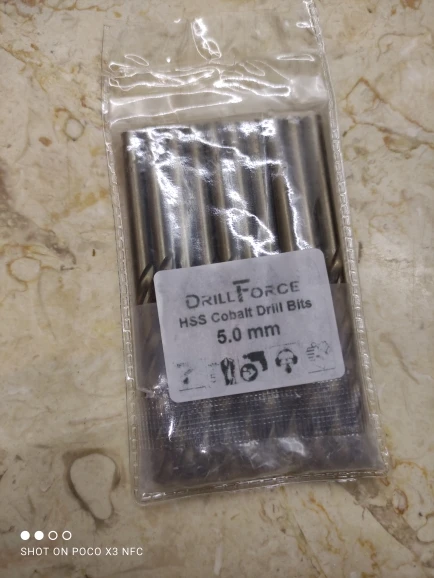 DRILLFORCE
HSS Cobalt Drill Bits
5.0 mm
SHOT ON POCO X3 NFC